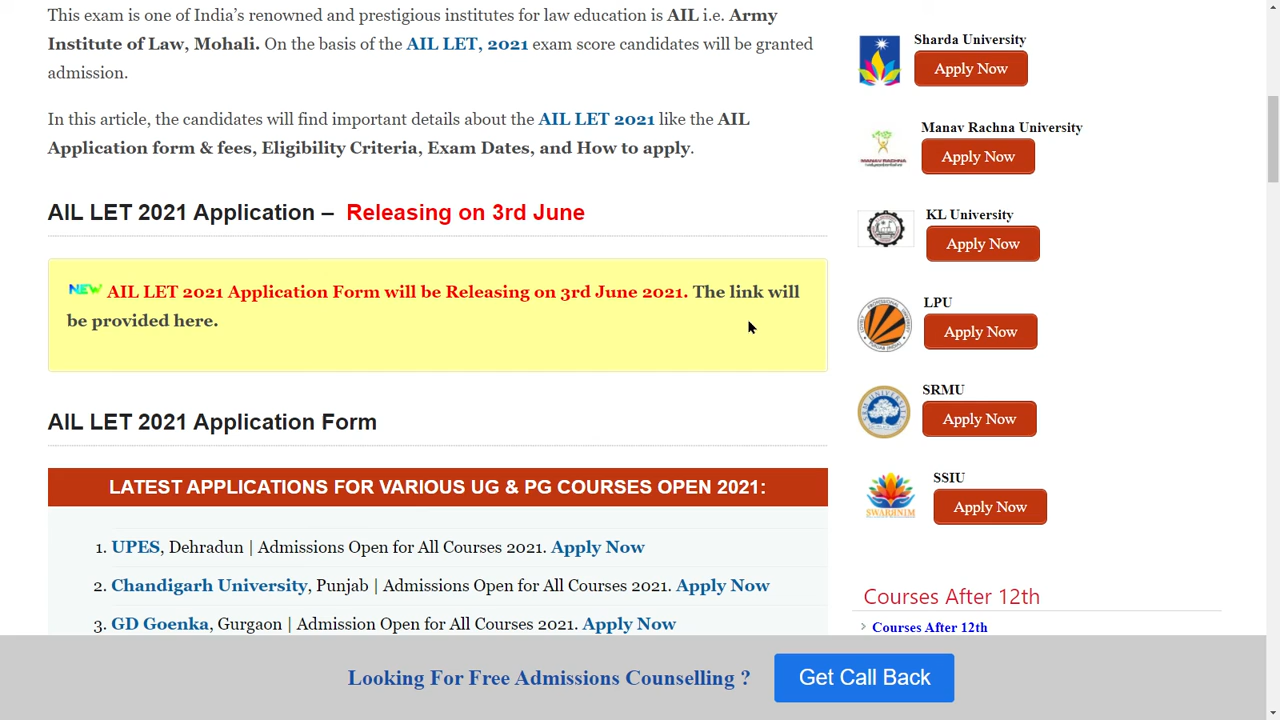 This exam is one of India's renowned and prestigious institutes for law education is AIL i.e. Army
Institute of Law, Mohali. On the basis of the AIL LET, 2021 exam score candidates will be granted
admission.
In this article, the candidates will find important details about the AIL LET 2021 like the AIL
Application form & fees, Eligibility Criteria, Exam Dates, and How to apply.
AIL LET 2021 Application – Releasing on 3rd June
NEW AIL LET 2021 Application Form will be Releasing on 3rd June 2021. The link will
be provided here.
AIL LET 2021 Application Form
LATEST APPLICATIONS FOR VARIOUS UG & PG COURSES OPEN 2021:
1. UPES, Dehradun | Admissions Open for All Courses 2021. Apply Now
2. Chandigarh University, Punjab | Admissions Open for All Courses 2021. Apply Now
3. GD Goenka, Gurgaon | Admission Open for All Courses 2021. Apply Now
Sharda University
Apply Now
Manav Rachna University
MANAV RACHNA
Apply Now
KL University
Apply Now
LPU
Apply Now
SRMU
Apply Now
SSIU
SWARRNIM
Apply Now
Courses After 12th
Courses After 12th
Looking For Free Admissions Counselling ?
Get Call Back